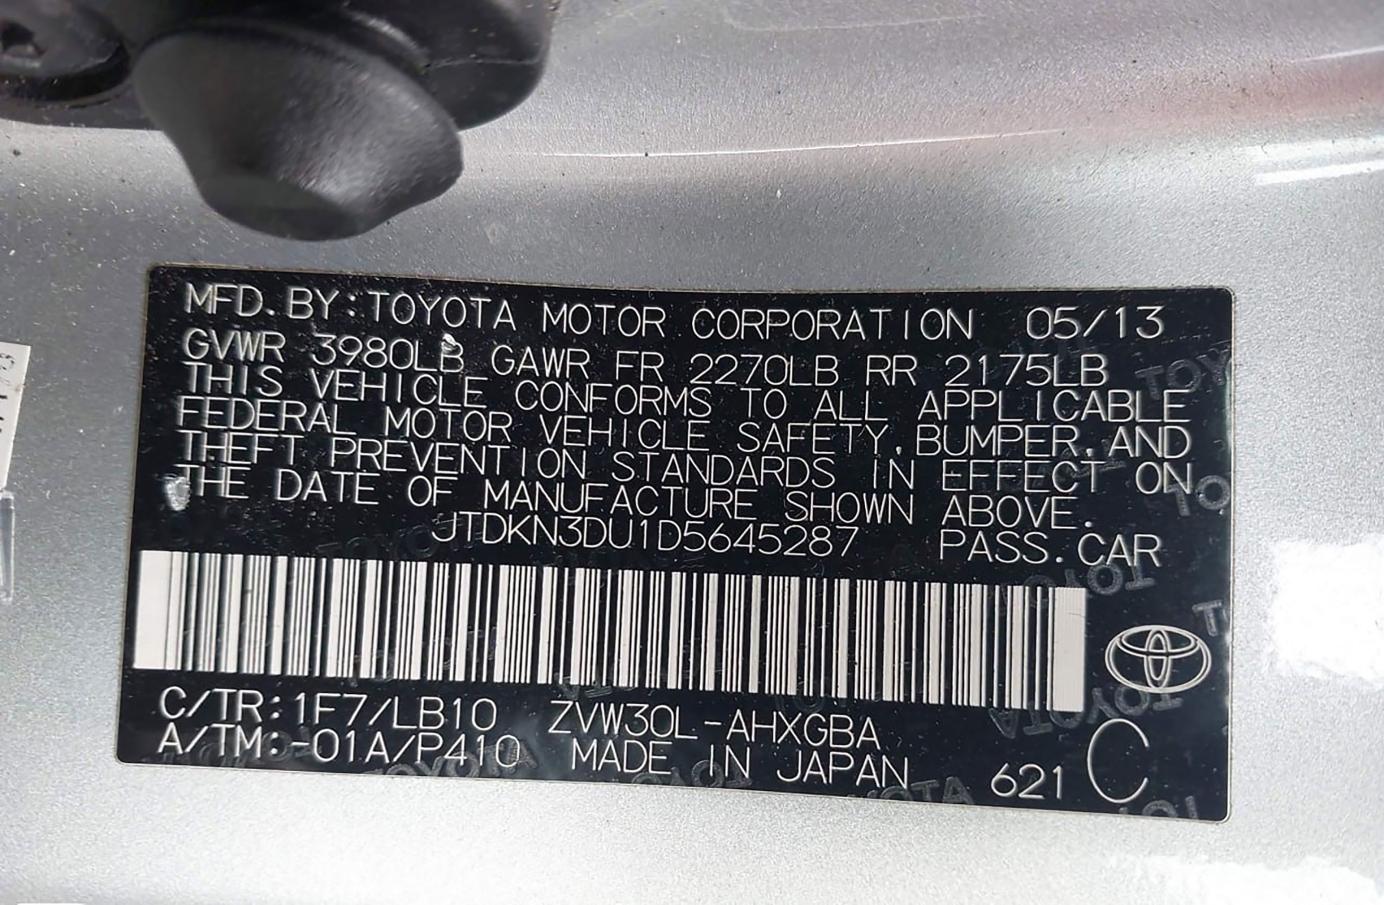 MFD. BY: TOYOTA MOTOR CORPORATION 05/13
GVWR 3980LB GAWR FR 2270LB RR 2175LB
THIS VEHICLE CONFORMS TO ALL APPLICABLE
FEDERAL MOTOR VEHICLE SAFETY, BUMPER, AND
THEFT PREVENTION STANDARDS IN EFFECT ON
THE DATE OF MANUFACTURE SHOWN ABOVE.
JTDKN3DU1D5645287 PASS. CAR
C/TR: 1F7/LB10 ZVW30L-AHXGBA
A/TM: -01A/P410 MADE IN JAPAN 621 C